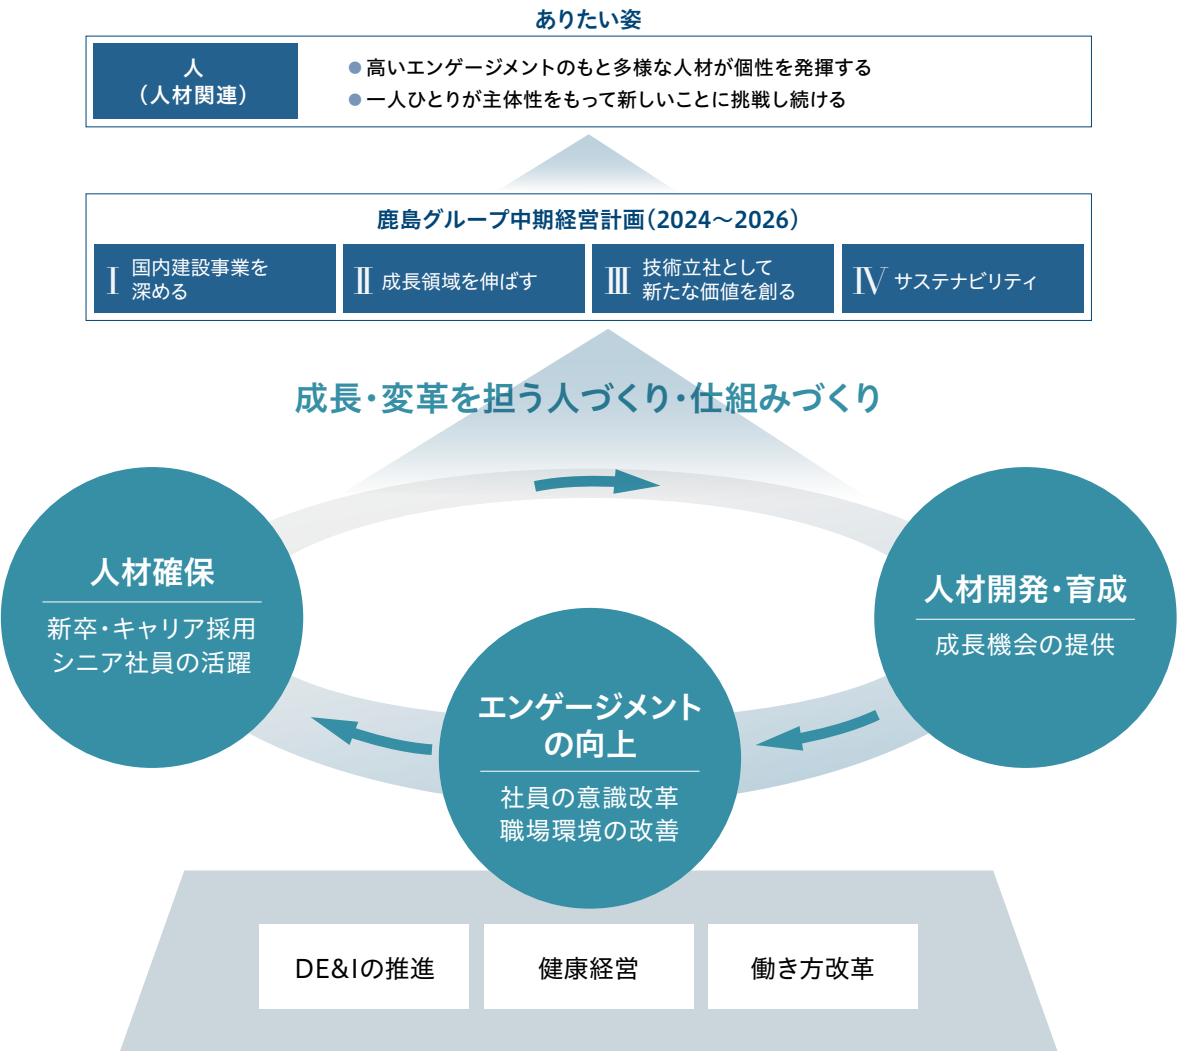 ありたい姿
人
(人材関連)
●高いエンゲージメントのもと多様な人材が個性を発揮する
●一人ひとりが主体性をもって新しいことに挑戦し続ける
鹿島グループ中期経営計画(2024～2026)
Ⅰ 国内建設事業を
深める
Ⅱ 成長領域を伸ばす
Ⅲ 技術立社として
新たな価値を創る
Ⅳ サステナビリティ
成長・変革を担う人づくり・仕組みづくり
人材確保
新卒・キャリア採用
シニア社員の活躍
人材開発・育成
成長機会の提供
エンゲージメント
の向上
社員の意識改革
職場環境の改善
DE&Iの推進
健康経営
働き方改革